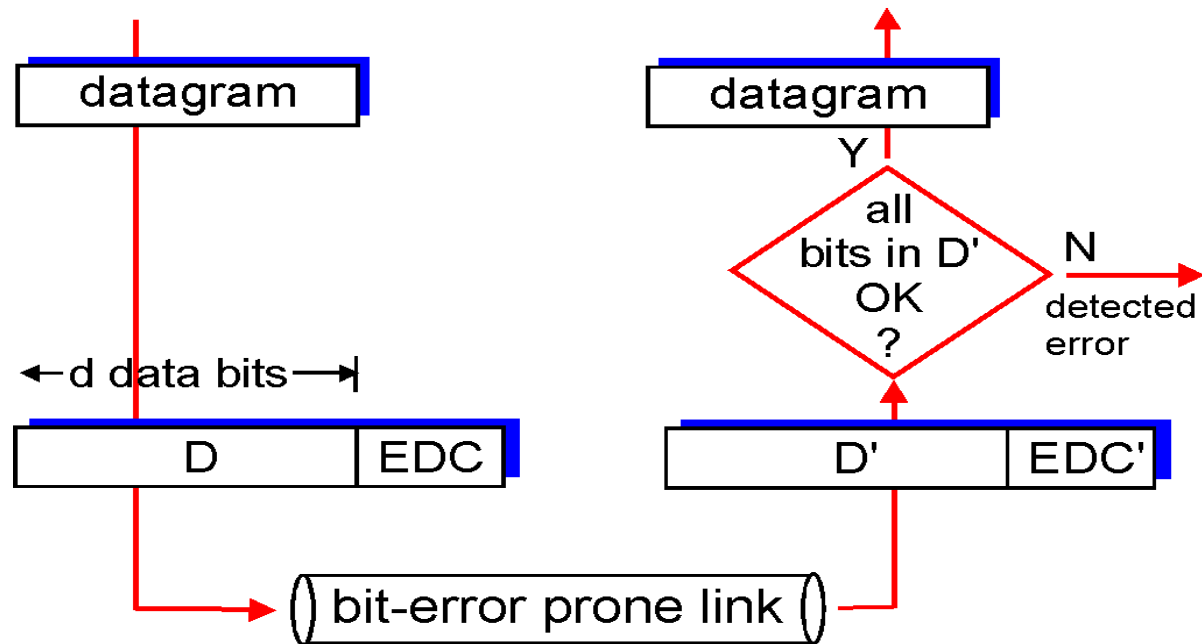 datagram
d data bits
D
EDC
bit-error prone link
datagram
Y
all
bits in D'
OK
?
N
detected
error
D'
EDC'